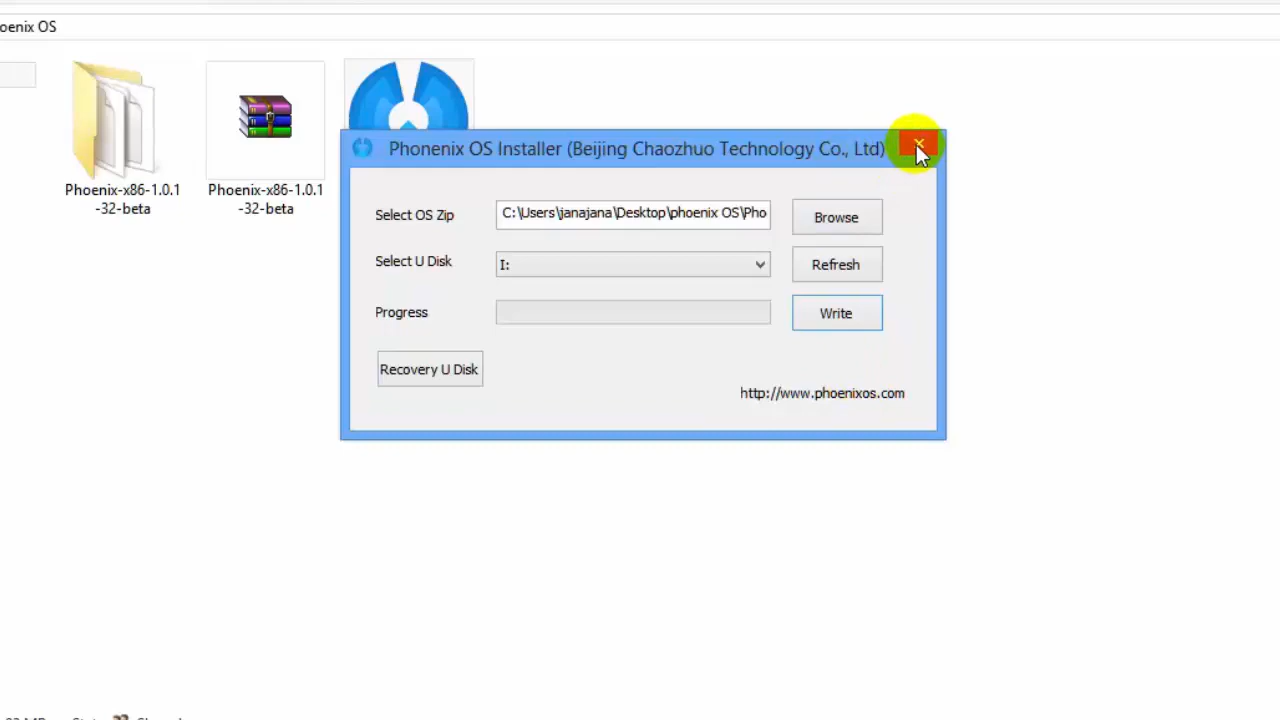 oenix OS
Phoenix-x86-1.0.1
-32-beta
Phoenix-x86-1.0.1
-32-beta
Phonenix OS Installer (Beijing Chaozhuo Technology Co., Ltd)
Select OS Zip
C:\Users\janajana\Desktop\phoenix OS\Pho
Browse
Select U Disk
I:
Refresh
Progress
Write
Recovery U Disk
http://www.phoenixos.com